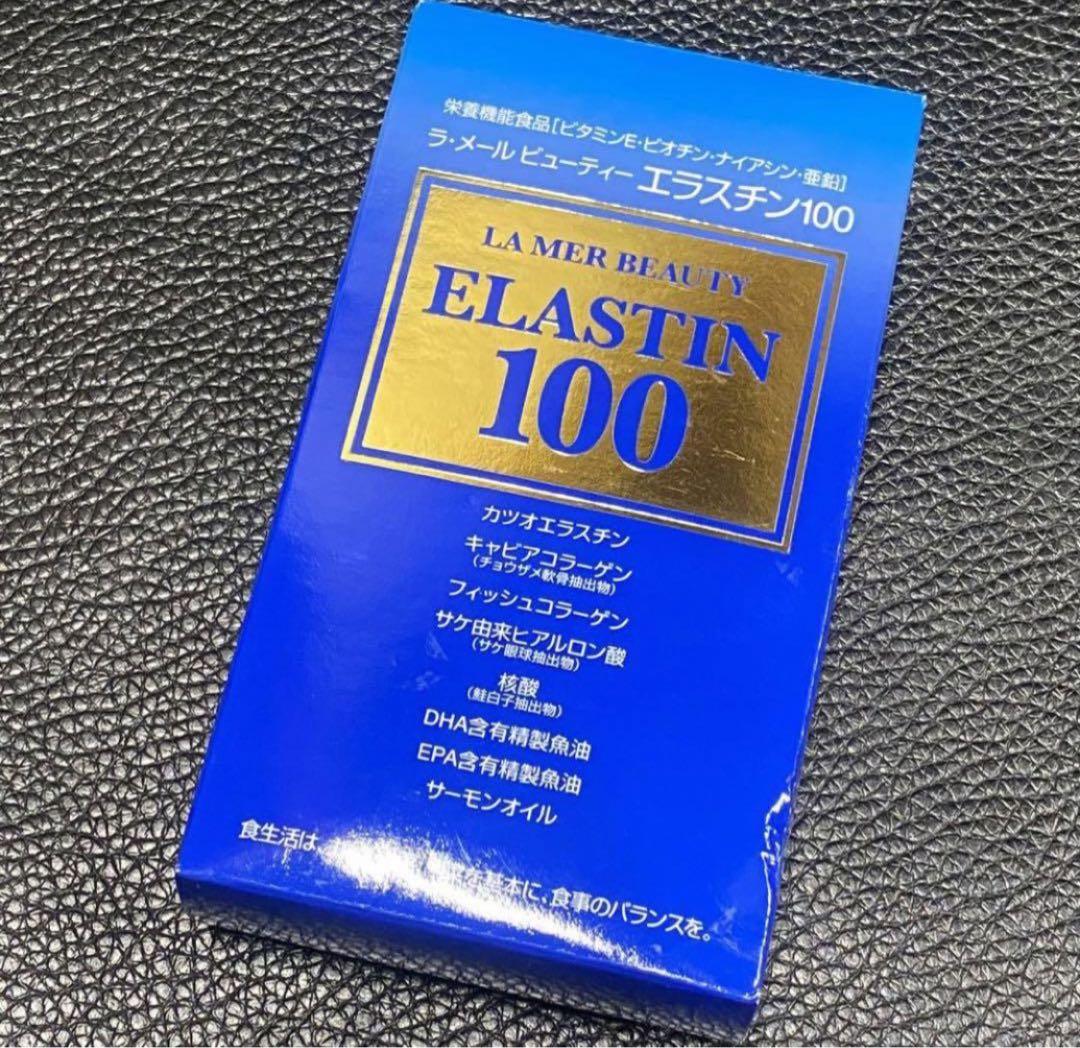 栄養機能食品[ビタミンE・ビオチン・ナイアシン・亜鉛]
ラ・メール ビューティー エラスチン100
LA MER BEAUTY
ELASTIN
100
カツオエラスチン
キャビアコラーゲン
(チョウザメ軟骨抽出物)
フィッシュコラーゲン
サケ由来ヒアルロン酸
(サケ眼球抽出物)
核酸
(鮭白子抽出物)
DHA含有精製魚油
EPA含有精製魚油
サーモンオイル
食生活は、基本に、食事のバランスを。